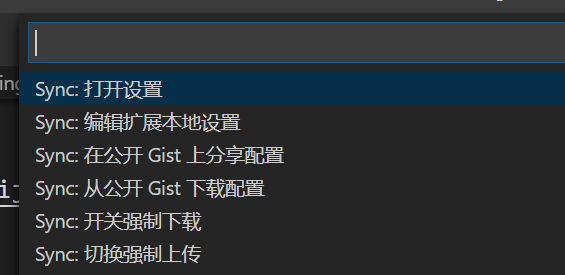 Sync: 打开设置
Sync: 编辑扩展本地设置
Sync: 在公开 Gist 上分享配置
Sync: 从公开 Gist 下载配置
Sync: 开关强制下载
Sync: 切换强制上传